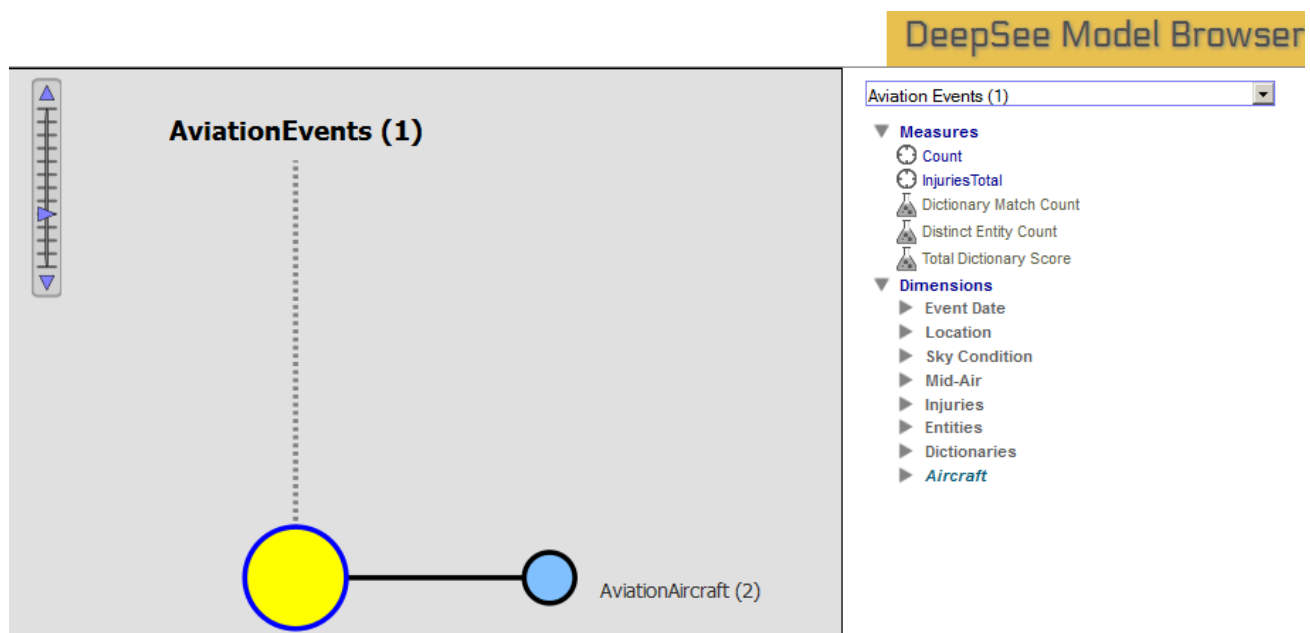 DeepSee Model Browser
AviationEvents (1)
AviationAircraft (2)
Aviation Events (1)
Measures
Count
InjuriesTotal
Dictionary Match Count
Distinct Entity Count
Total Dictionary Score
Dimensions
Event Date
Location
Sky Condition
Mid-Air
Injuries
Entities
Dictionaries
Aircraft